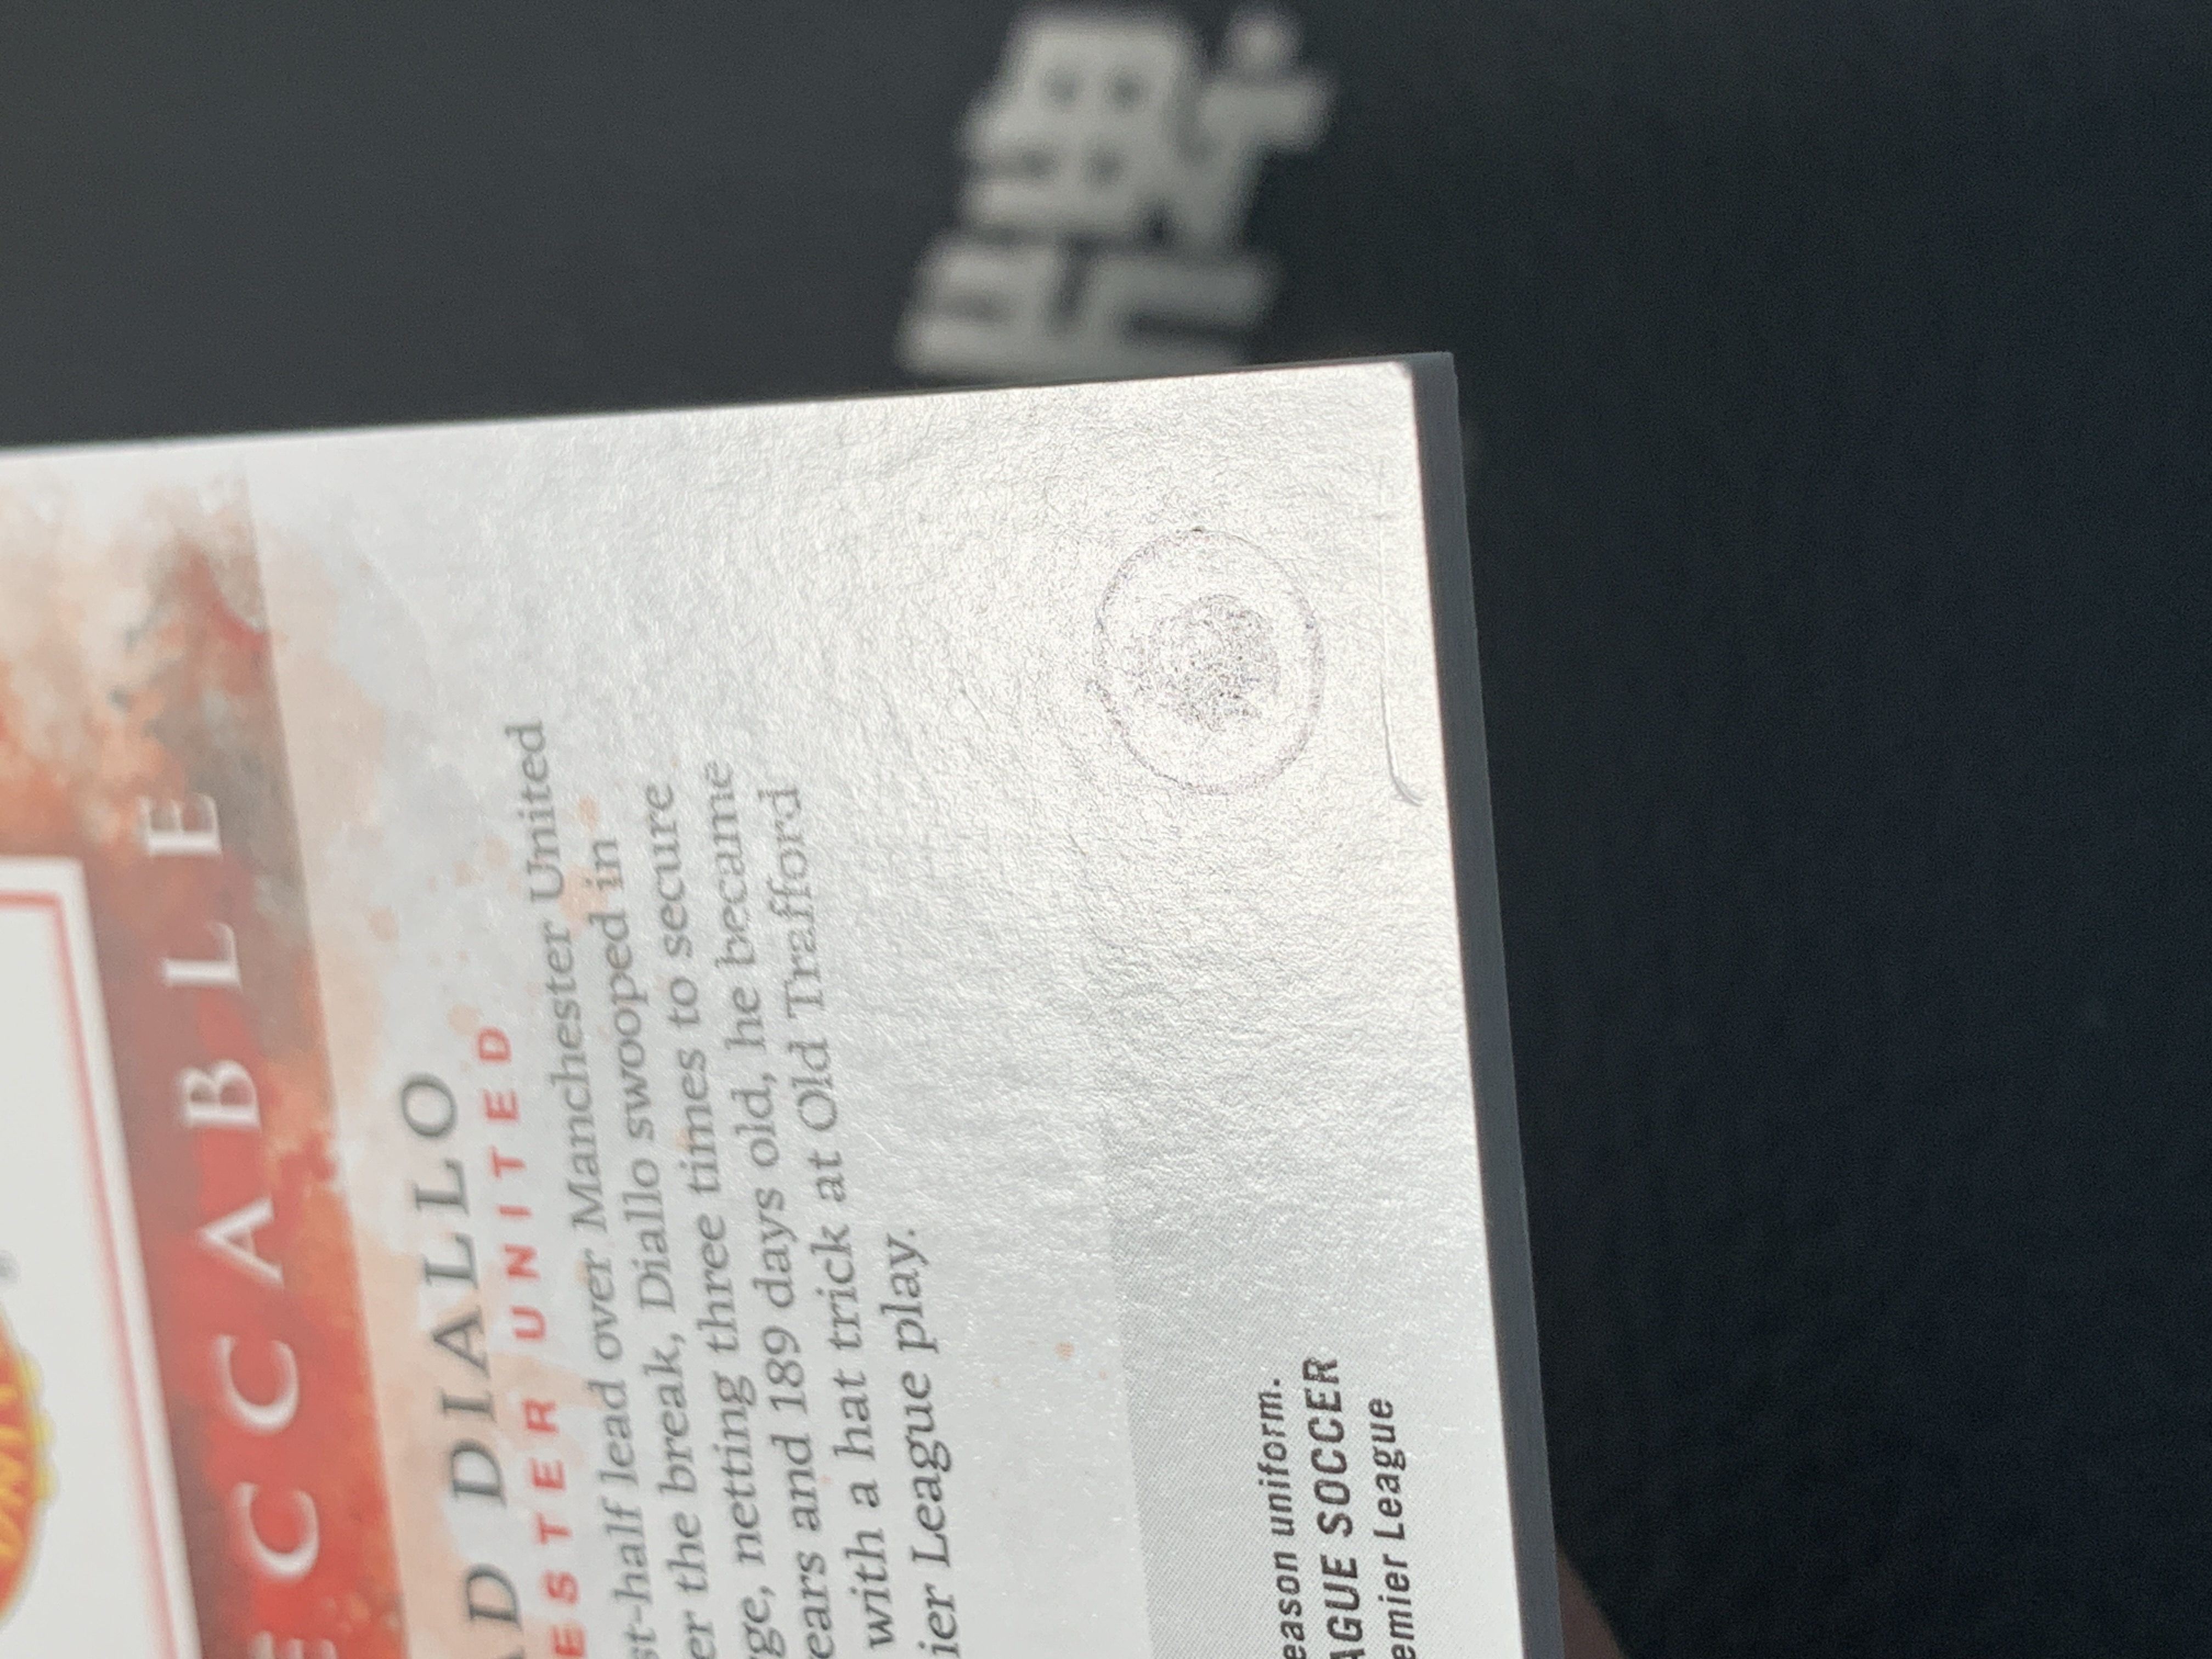 ECCABLE
AD DIALLO
ESTER UNITED
st-half lead over Manchester United
er the break, Diallo swooped in
ge, netting three times to secure
ears and 189 days old, he became
with a hat trick at Old Trafford
ier League play.
eason uniform.
AGUE SOCCER
emier League